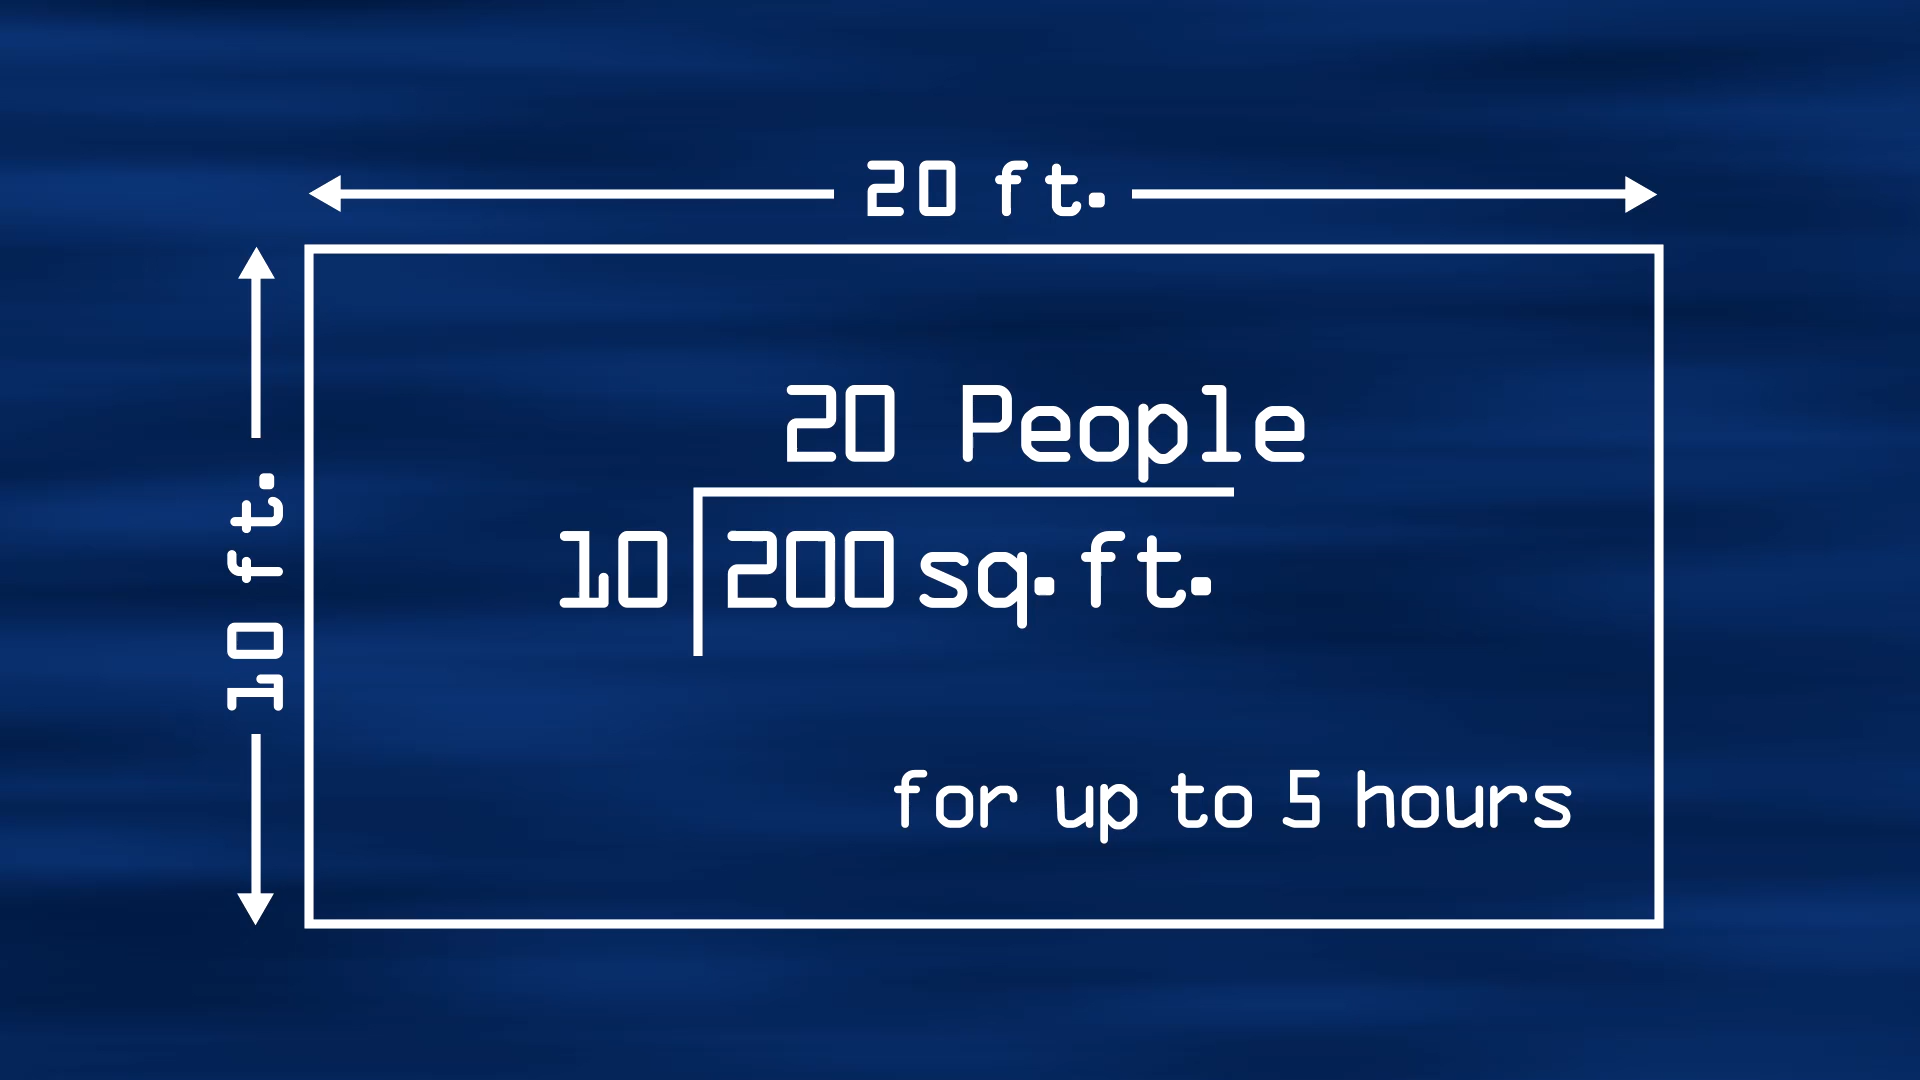 20 ft.
10 ft.
20 People
10 200 sq. ft.
for up to 5 hours